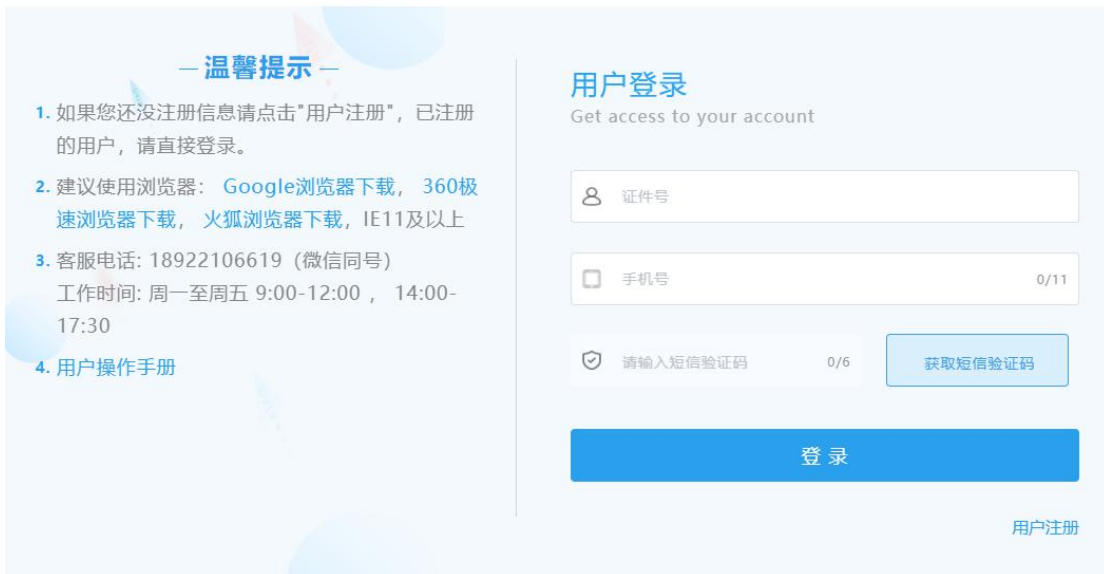 温馨提示
1. 如果您还没注册信息请点击"用户注册"，已注册
的用户，请直接登录。
2. 建议使用浏览器： Google浏览器下载， 360极
速浏览器下载， 火狐浏览器下载，IE11及以上
3. 客服电话: 18922106619（微信同号）
工作时间: 周一至周五 9:00-12:00 ， 14:00-
17:30
4. 用户操作手册
用户登录
Get access to your account
证件号
手机号 0/11
请输入短信验证码 0/6 获取短信验证码
登 录
用户注册